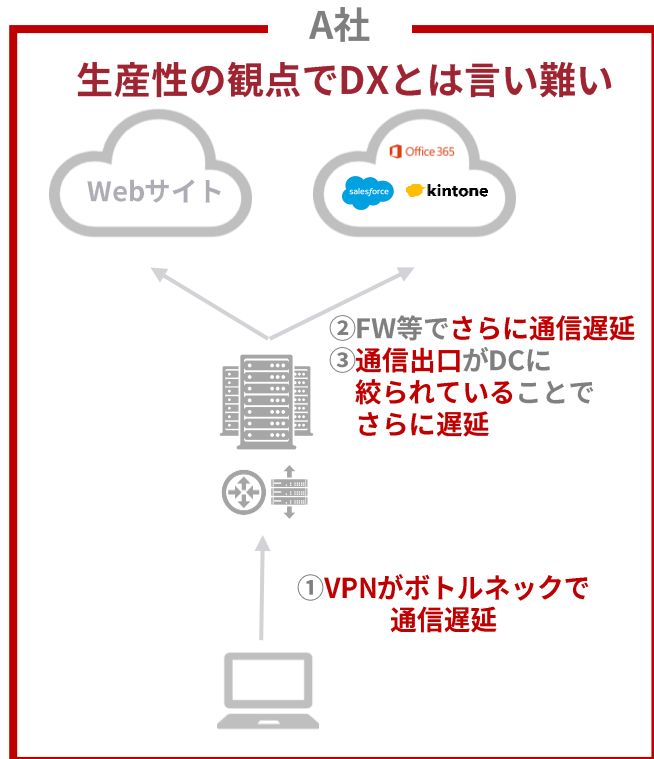 A社
生産性の観点でDXとは言い難い
Webサイト
Office 365
salesforce
kintone
②FW等でさらに通信遅延
③通信出口がDCに
絞られていることで
さらに遅延
①VPNがボトルネックで
通信遅延